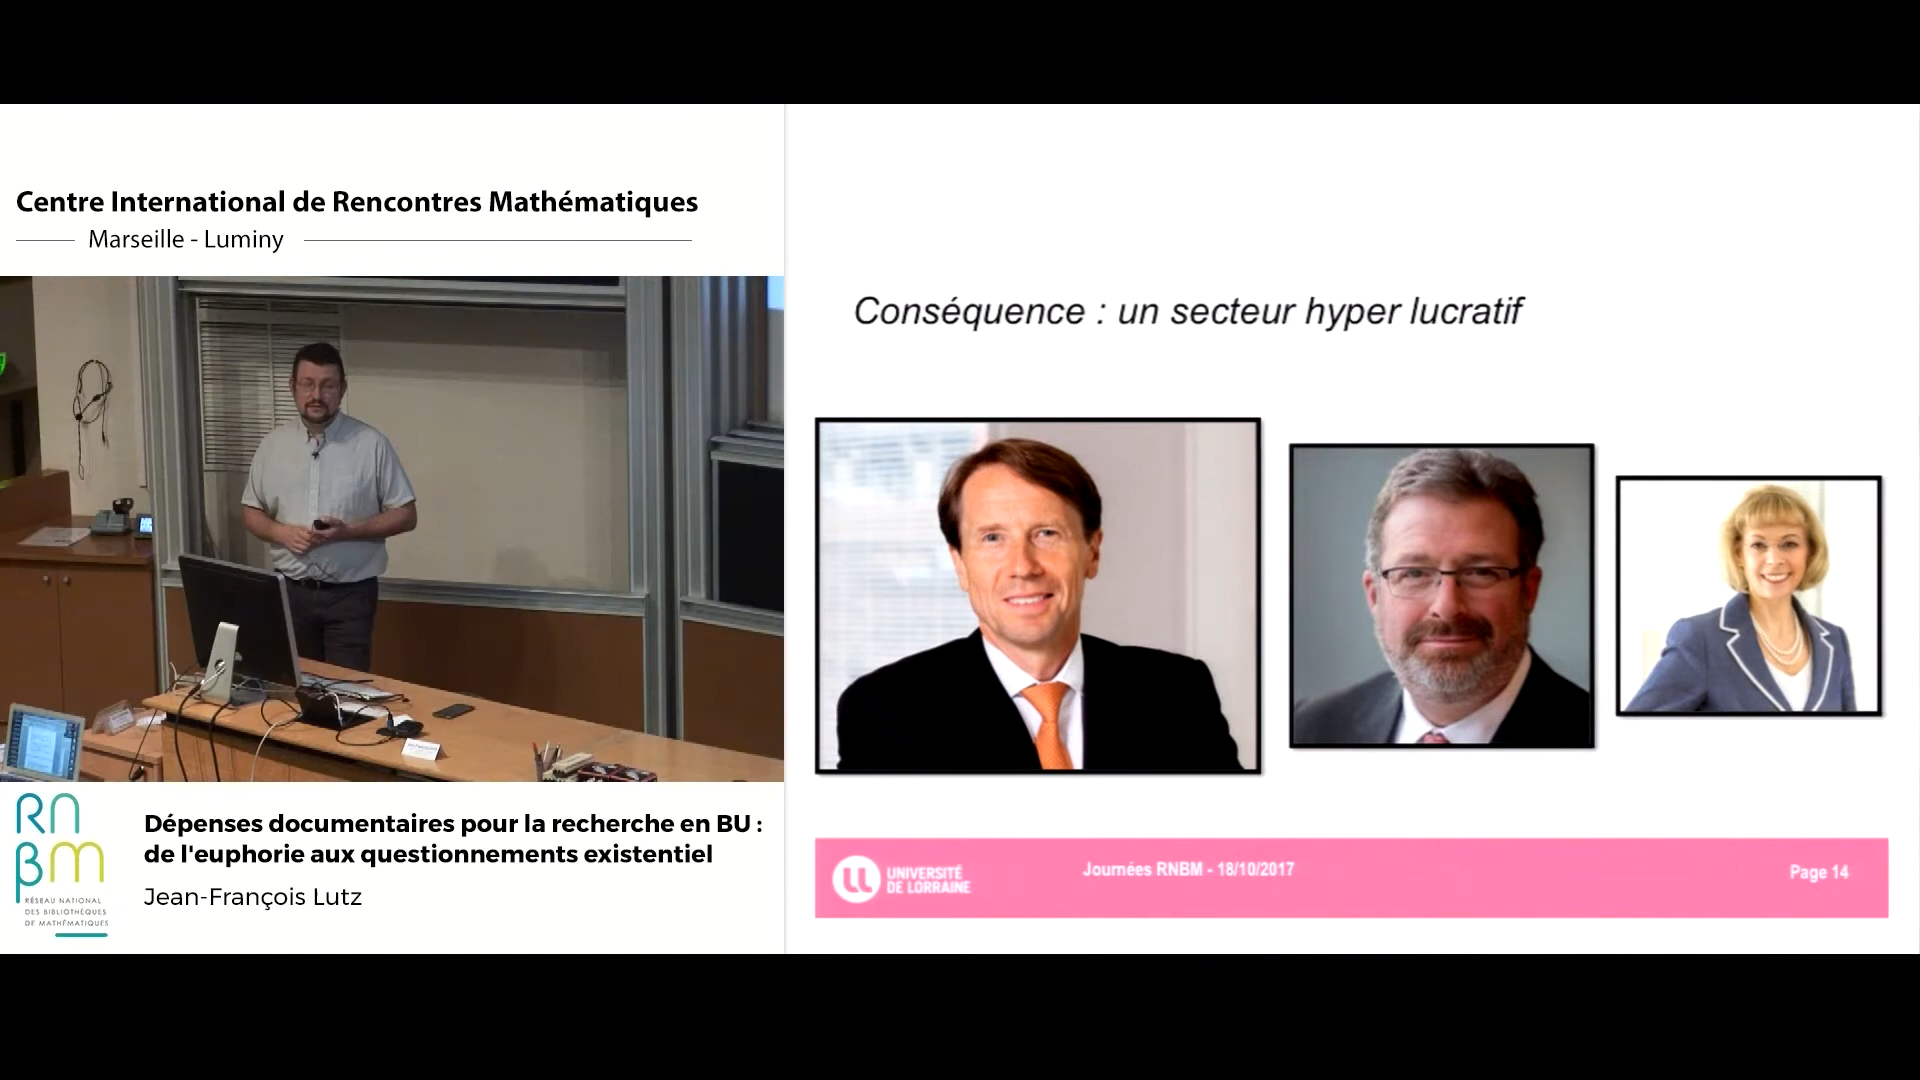 Centre International de Rencontres Mathématiques
Marseille - Luminy
Conséquence : un secteur hyper lucratif
RNBM
RÉSEAU NATIONAL
DES BIBLIOTHÈQUES
DE MATHÉMATIQUES
Dépenses documentaires pour la recherche en BU :
de l'euphorie aux questionnements existentiel
Jean-François Lutz
UNIVERSITÉ
DE LORRAINE
Journées RNBM - 18/10/2017
Page 14